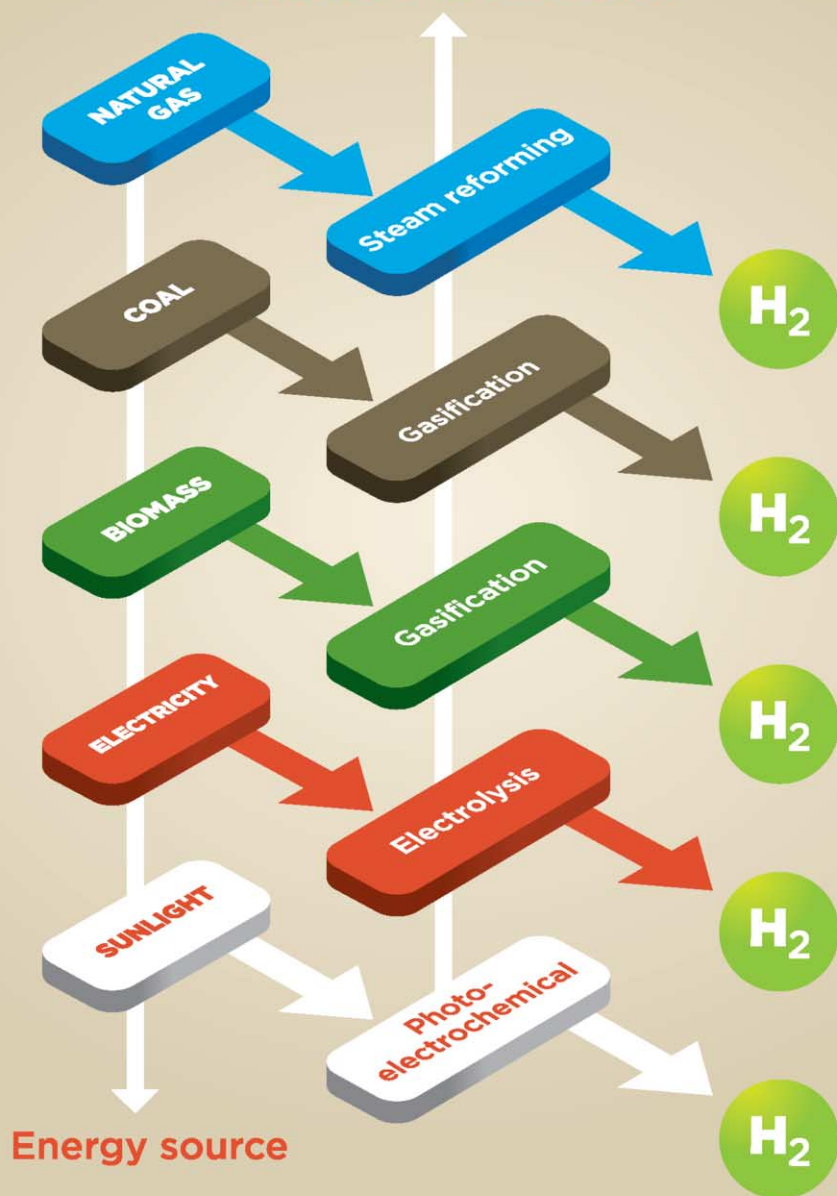 NATURAL
GAS
Steam reforming
H₂
COAL
Gasification
H₂
BIOMASS
Gasification
H₂
ELECTRICITY
Electrolysis
H₂
SUNLIGHT
Photo-
electrochemical
H₂
Energy source